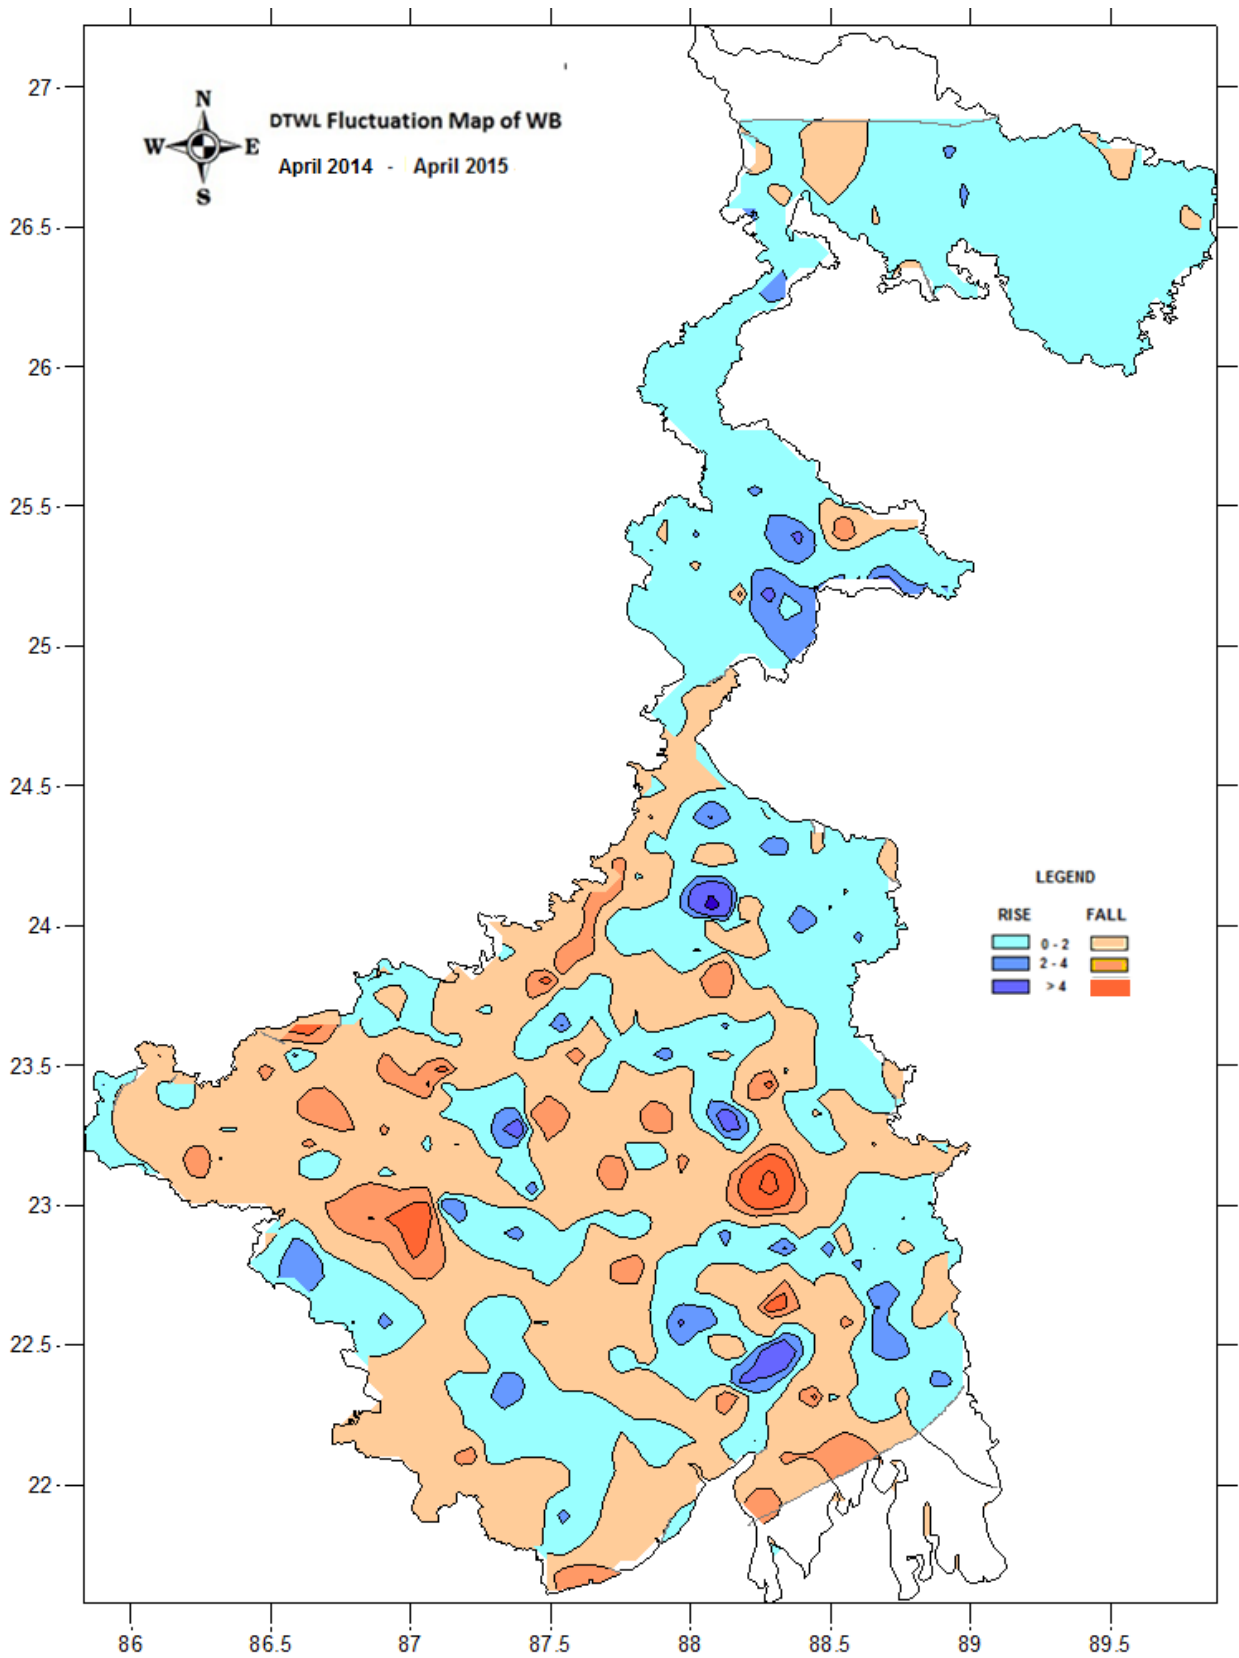 N
W E
S
DTWL Fluctuation Map of WB
April 2014 - April 2015
27
26.5
26
25.5
25
24.5
24
23.5
23
22.5
22
LEGEND
RISE FALL
0 - 2
2 - 4
> 4
86 86.5 87 87.5 88 88.5 89 89.5